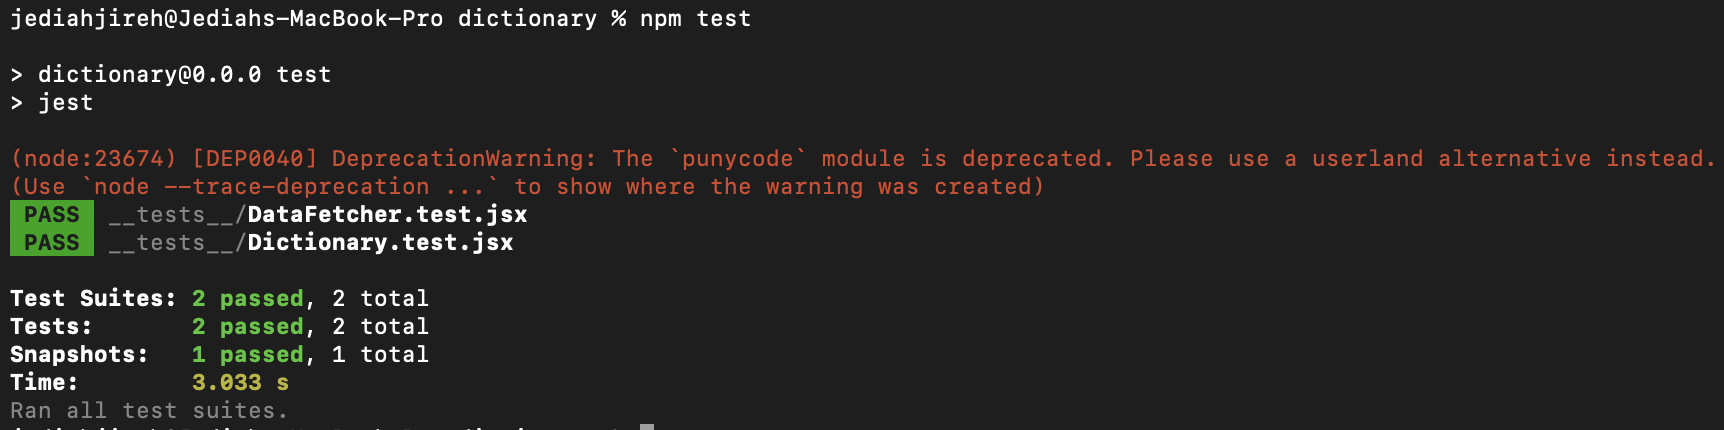 jediahjireh@Jediahs-MacBook-Pro dictionary % npm test
> dictionary@0.0.0 test
> jest
(node:23674) [DEP0040] DeprecationWarning: The `punycode` module is deprecated. Please use a userland alternative instead.
(Use `node --trace-deprecation ...` to show where the warning was created)
PASS __tests__/DataFetcher.test.jsx
PASS __tests__/Dictionary.test.jsx
Test Suites: 2 passed, 2 total
Tests: 2 passed, 2 total
Snapshots: 1 passed, 1 total
Time: 3.033 s
Ran all test suites.